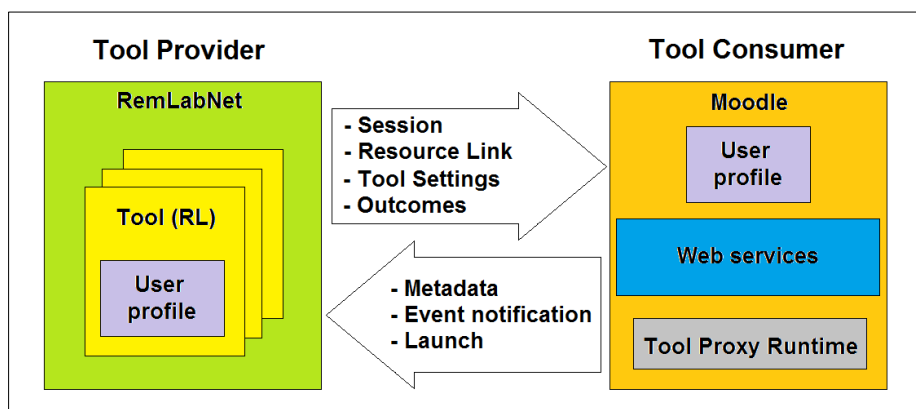 Tool Provider
RemLabNet
Tool (RL)
User
profile
- Session
- Resource Link
- Tool Settings
- Outcomes
- Metadata
- Event notification
- Launch
Tool Consumer
Moodle
User
profile
Web services
Tool Proxy Runtime